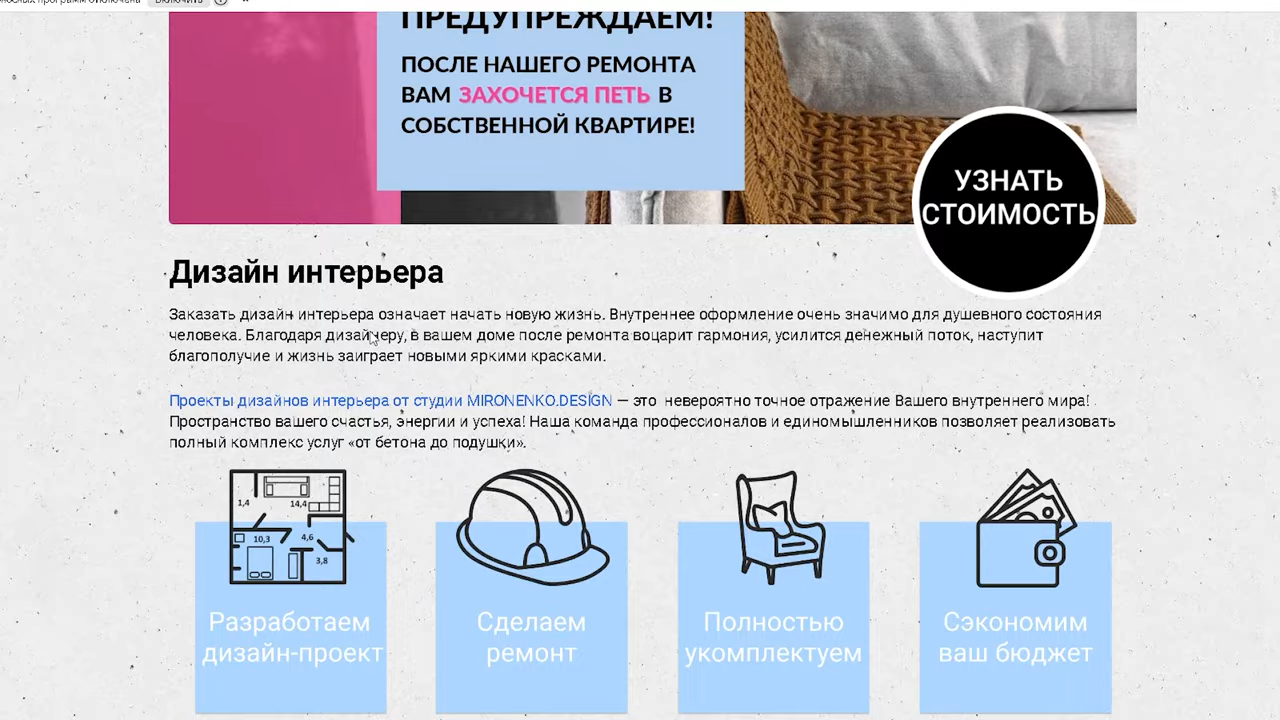 ПРЕДУПРЕЖДАЕМ!
ПОСЛЕ НАШЕГО РЕМОНТА
ВАМ ЗАХОЧЕТСЯ ПЕТЬ В
СОБСТВЕННОЙ КВАРТИРЕ!
УЗНАТЬ
СТОИМОСТЬ
Дизайн интерьера
Заказать дизайн интерьера означает начать новую жизнь. Внутреннее оформление очень значимо для душевного состояния
человека. Благодаря дизайнеру, в вашем доме после ремонта воцарит гармония, усилится денежный поток, наступит
благополучие и жизнь заиграет новыми яркими красками.
Проекты дизайнов интерьера от студии MIRONENKO.DESIGN — это невероятно точное отражение Вашего внутреннего мира!
Пространство вашего счастья, энергии и успеха! Наша команда профессионалов и единомышленников позволяет реализовать
полный комплекс услуг «от бетона до подушки».
1,4
14,4
10,3
4,6
3,8
Разработаем
дизайн-проект
Сделаем
ремонт
Полностью
укомплектуем
Сэкономим
ваш бюджет